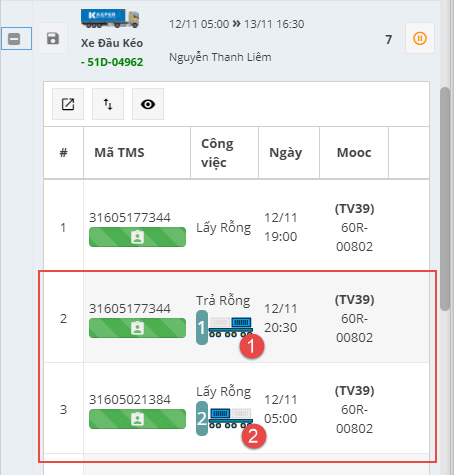 KASPER
12/11 05:00 » 13/11 16:30
Xe Đầu Kéo
- 51D-04962
Nguyễn Thanh Liêm
7
# Mã TMS Công việc Ngày Mooc
1 31605177344 Lấy Rỗng 12/11 19:00 (TV39) 60R-00802
2 31605177344 Trả Rỗng 12/11 20:30 (TV39) 60R-00802
1 1
3 31605021384 Lấy Rỗng 12/11 05:00 (TV39) 60R-00802
2 2